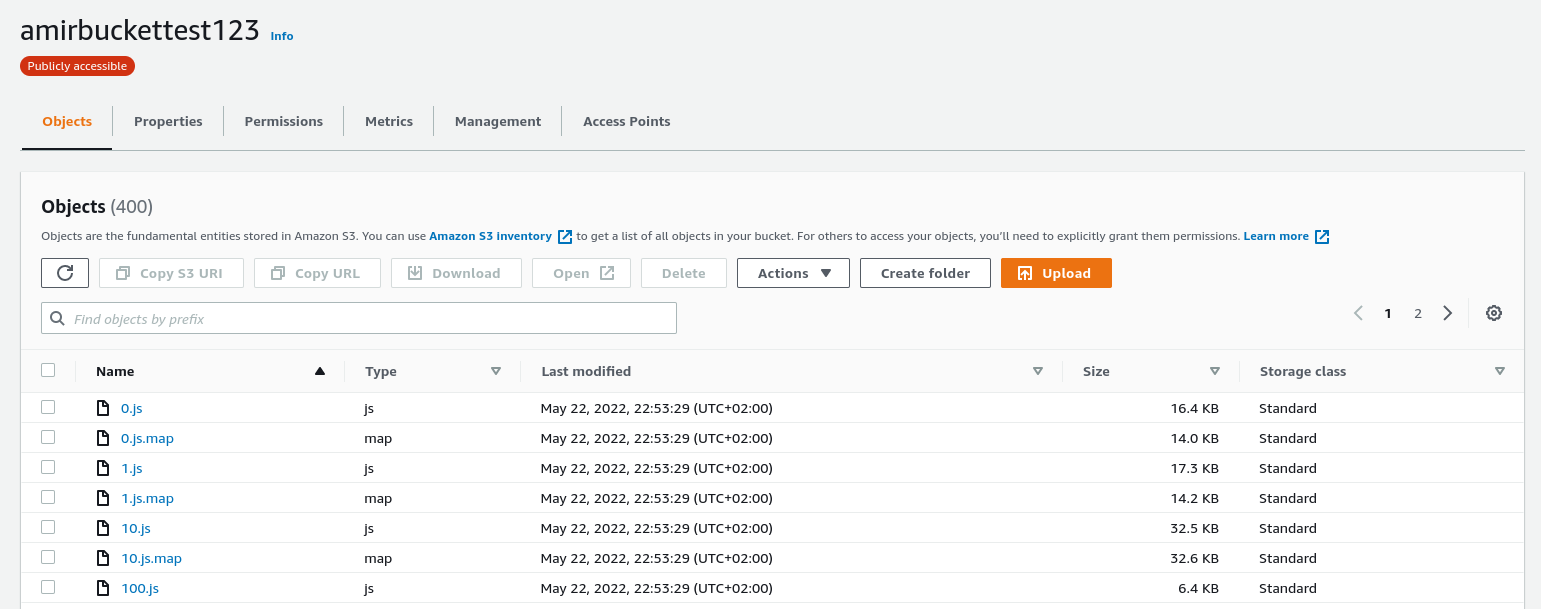 amirbuckettest123 Info
Publicly accessible
Objects Properties Permissions Metrics Management Access Points
Objects (400)
Objects are the fundamental entities stored in Amazon S3. You can use Amazon S3 inventory to get a list of all objects in your bucket. For others to access your objects, you'll need to explicitly grant them permissions. Learn more
Copy S3 URI Copy URL Download Open Delete Actions Create folder Upload
Find objects by prefix 1 2
Name Type Last modified Size Storage class
0.js js May 22, 2022, 22:53:29 (UTC+02:00) 16.4 KB Standard
0.js.map map May 22, 2022, 22:53:29 (UTC+02:00) 14.0 KB Standard
1.js js May 22, 2022, 22:53:29 (UTC+02:00) 17.3 KB Standard
1.js.map map May 22, 2022, 22:53:29 (UTC+02:00) 14.2 KB Standard
10.js js May 22, 2022, 22:53:29 (UTC+02:00) 32.5 KB Standard
10.js.map map May 22, 2022, 22:53:29 (UTC+02:00) 32.6 KB Standard
100.js js May 22, 2022, 22:53:29 (UTC+02:00) 6.4 KB Standard